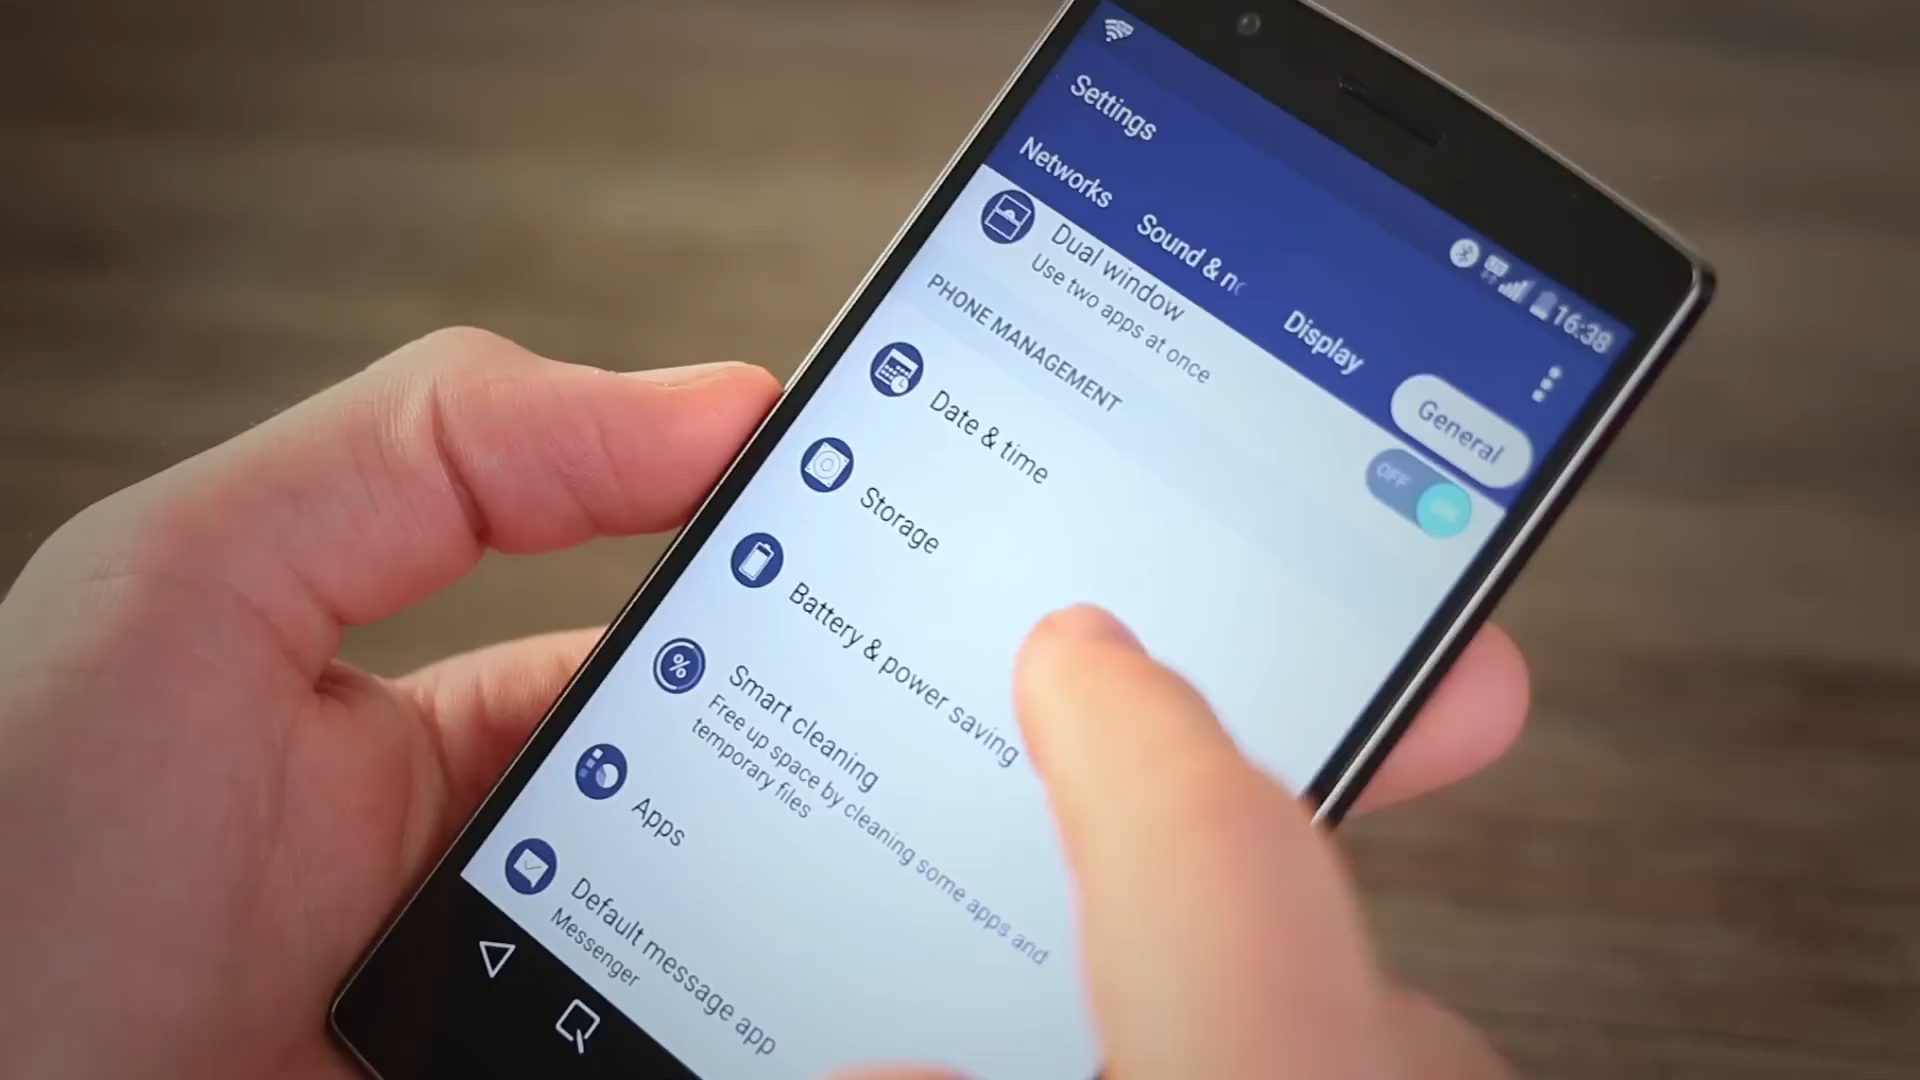 16:38
Settings
Networks Sound & n Display General
Dual window
Use two apps at once
OFF
PHONE MANAGEMENT
Date & time
Storage
Battery & power saving
%
Smart cleaning
Free up space by cleaning some apps and
temporary files
Apps
Default message app
Messenger